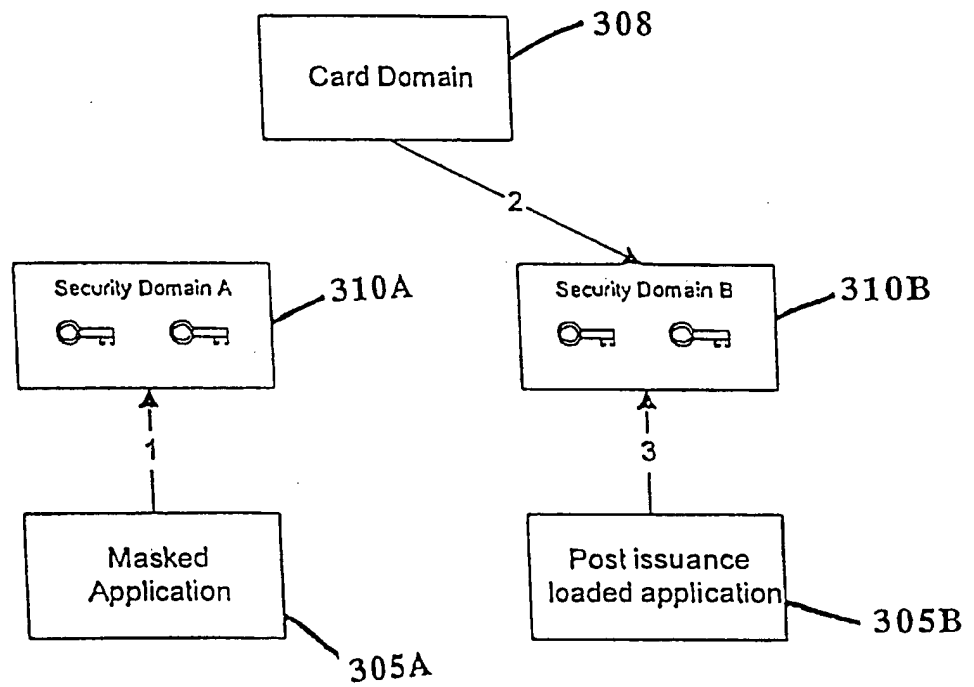 308
Card Domain
2
Security Domain A
310A
Security Domain B
310B
1
3
Masked
Application
305A
Post issuance
loaded application
305B